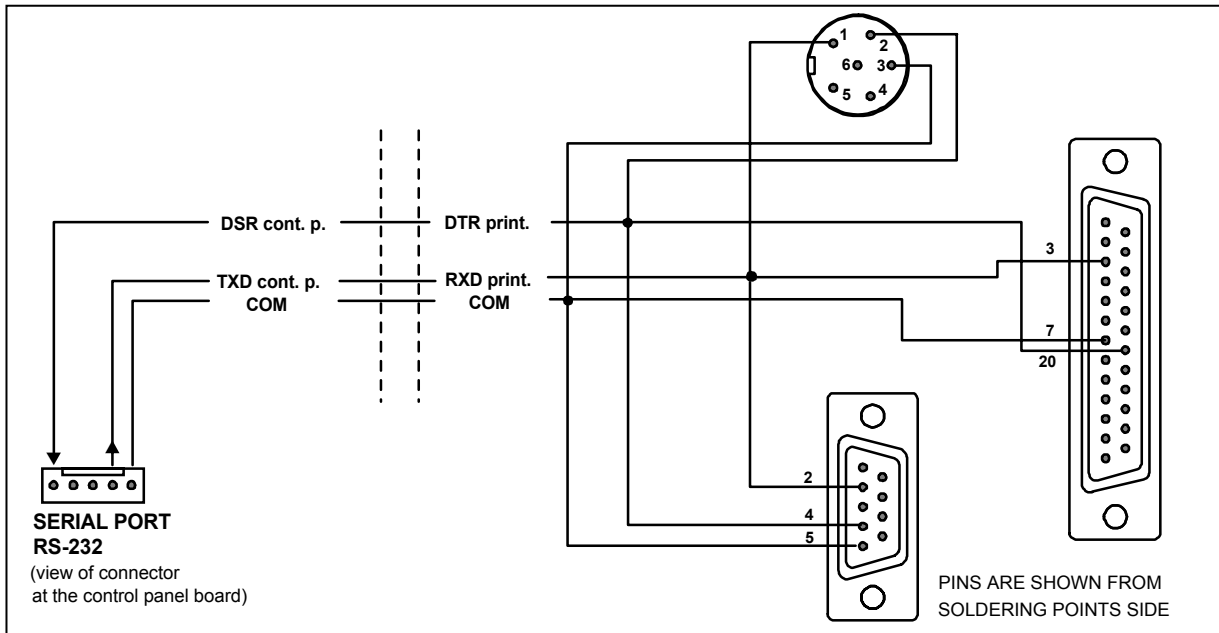 1
2
6
3
5
4
DSR cont. p.
DTR print.
TXD cont. p.
RXD print.
COM
COM
3
7
20
2
4
5
SERIAL PORT
RS-232
(view of connector
at the control panel board)
PINS ARE SHOWN FROM
SOLDERING POINTS SIDE